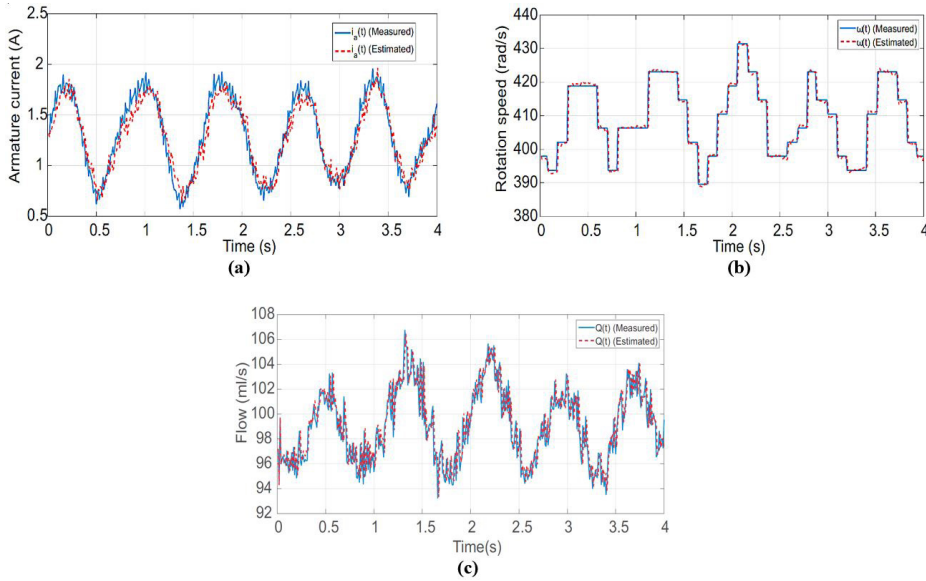 i_a(t) (Measured)
i_a(t) (Estimated)
Armature current (A)
2.5
2
1.5
1
0.5
0 0.5 1 1.5 2 2.5 3 3.5 4
Time (s)
(a)
ω(t) (Measured)
ω(t) (Estimated)
Rotation speed (rad/s)
440
430
420
410
400
390
380
0 0.5 1 1.5 2 2.5 3 3.5 4
Time (s)
(b)
Q(t) (Measured)
Q(t) (Estimated)
Flow (ml/s)
108
106
104
102
100
98
96
94
92
0 0.5 1 1.5 2 2.5 3 3.5 4
Time(s)
(c)